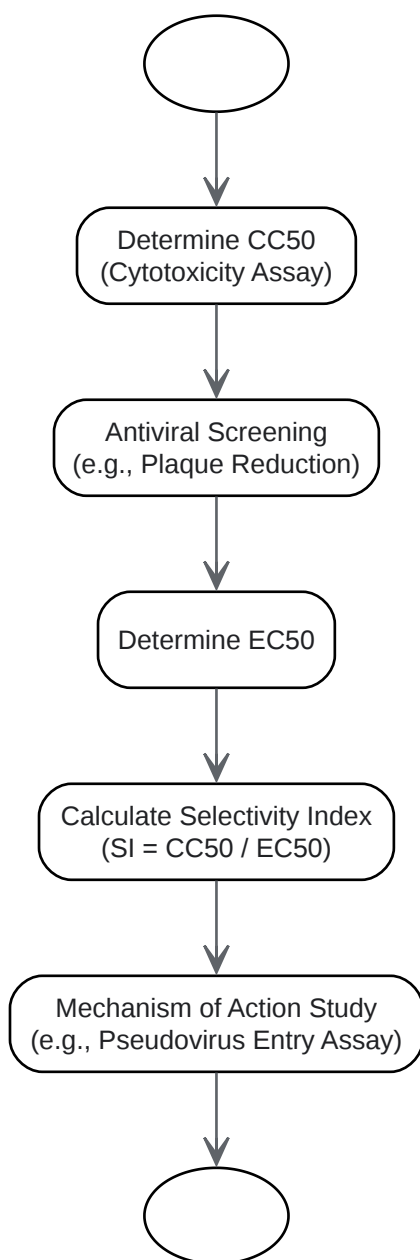 Determine CC50
(Cytotoxicity Assay)
Antiviral Screening
(e.g., Plaque Reduction)
Determine EC50
Calculate Selectivity Index
(SI = CC50 / EC50)
Mechanism of Action Study
(e.g., Pseudovirus Entry Assay)